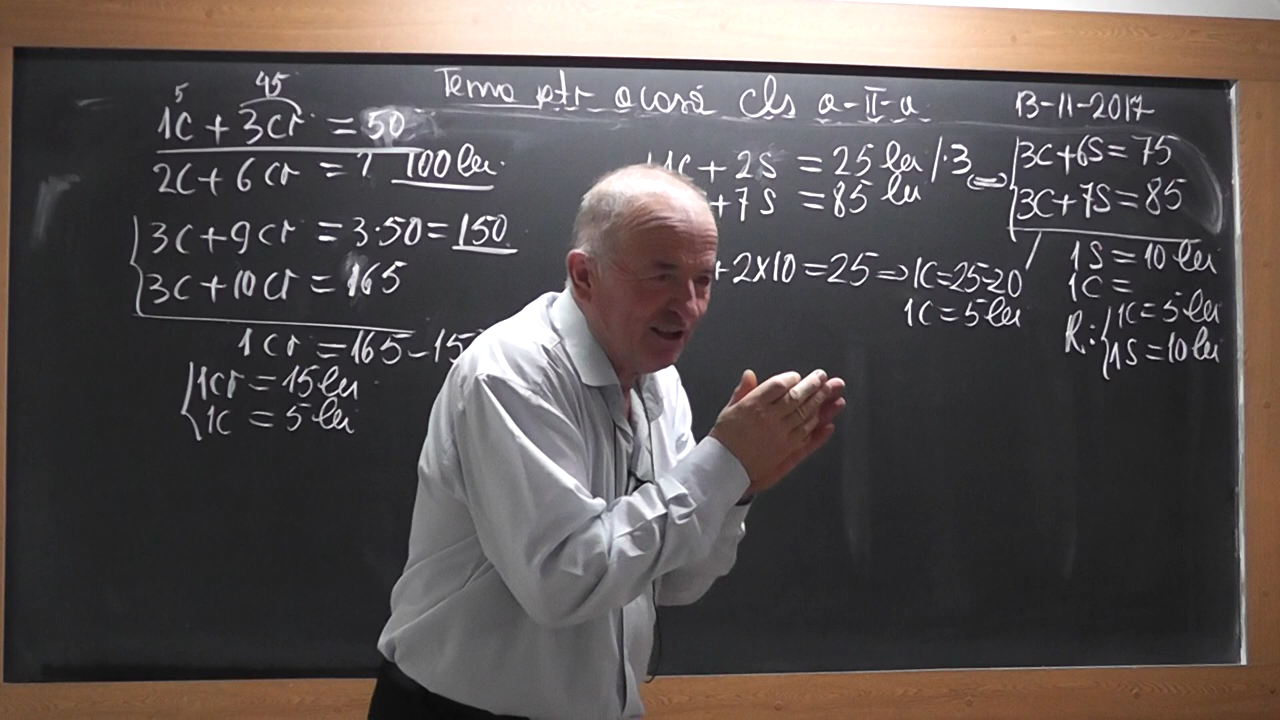 Tema ptr acasă cls a-II-a
13-11-2017
5 45
1C + 3Cr = 50
2C + 6Cr = ? 100 lei
3C + 9Cr = 3·50 = 150
3C + 10Cr = 165
1Cr = 165 - 15
1Cr = 15 lei
1C = 5 lei
1C + 2S = 25 lei /·3
+ 7S = 85 lei
+ 2x10 = 25 => 1C = 25-20
1C = 5 lei
<=> 3C + 6S = 75
3C + 7S = 85
1S = 10 lei
1C =
R: 1C = 5 lei
1S = 10 lei